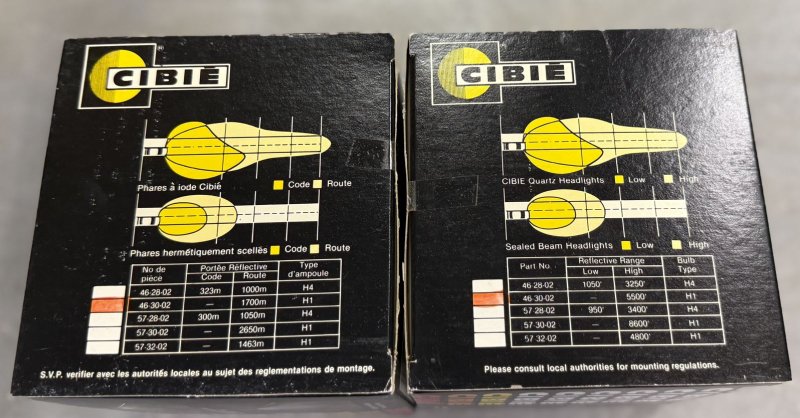 CIBIÉ ®
Phares à iode Cibié Code Route
Phares hermétiquement scellés Code Route
No de pièce Portée Réflective Type d'ampoule
Code Route
46-28-02 323m 1000m H4
46-30-02 — 1700m H1
57-28-02 300m 1050m H4
57-30-02 — 2650m H1
57-32-02 — 1463m H1
S.V.P. verifier avec les autorités locales au sujet des reglementations de montage.
CIBIÉ
CIBIE Quartz Headlights Low High
Sealed Beam Headlights Low High
Part No. Reflective Range Bulb Type
Low High
46-28-02 1050' 3250' H4
46-30-02 — 5500' H1
57-28-02 950' 3400' H4
57-30-02 — 8600' H1
57-32-02 — 4800' H1
Please consult local authorities for mounting regulations.